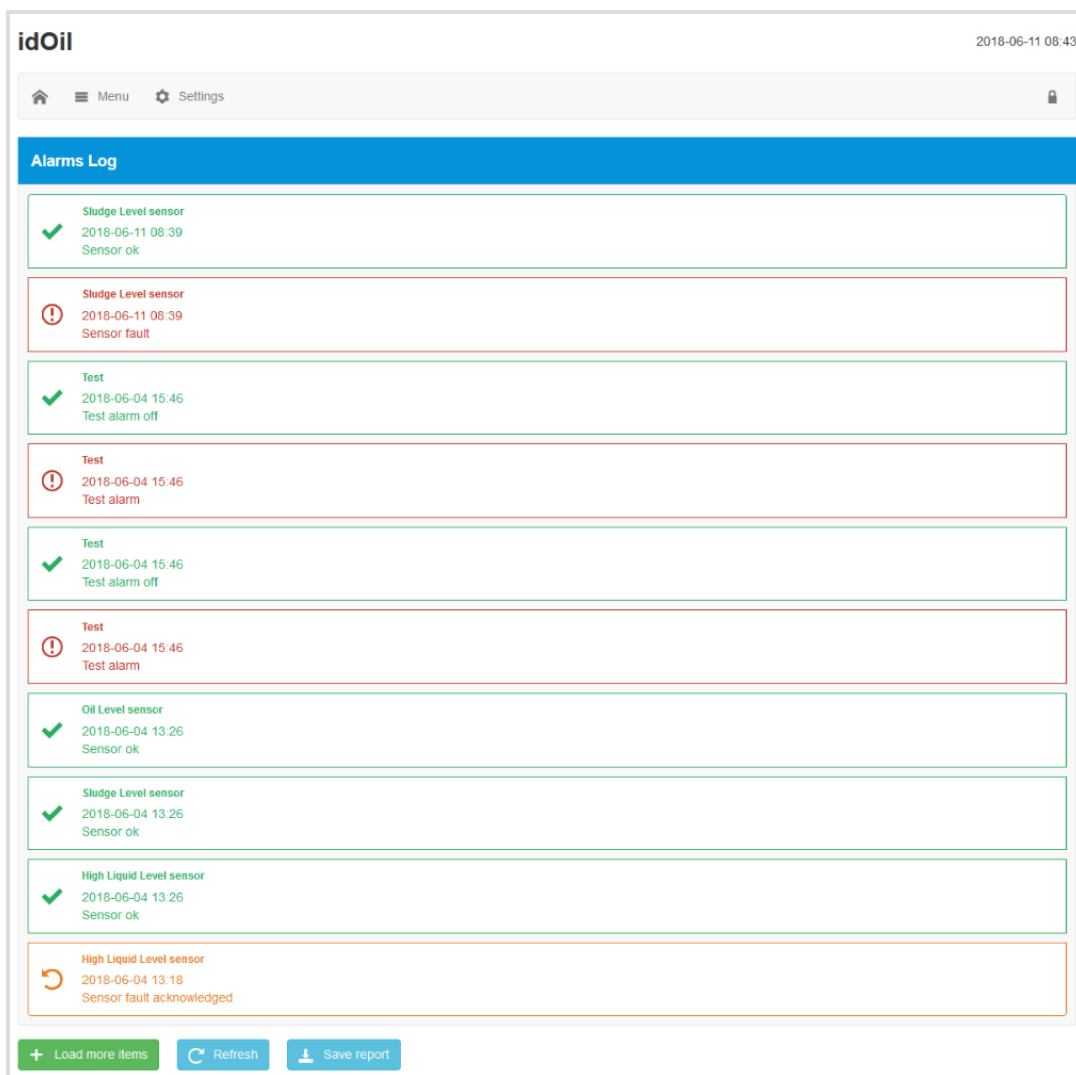 idOil
2018-06-11 08:43
Menu Settings
Alarms Log
Sludge Level sensor
2018-06-11 08:39
Sensor ok
Sludge Level sensor
2018-06-11 08:39
Sensor fault
Test
2018-06-04 15:46
Test alarm off
Test
2018-06-04 15:46
Test alarm
Test
2018-06-04 15:46
Test alarm off
Test
2018-06-04 15:46
Test alarm
Oil Level sensor
2018-06-04 13:26
Sensor ok
Sludge Level sensor
2018-06-04 13:26
Sensor ok
High Liquid Level sensor
2018-06-04 13:26
Sensor ok
High Liquid Level sensor
2018-06-04 13:18
Sensor fault acknowledged
Load more items Refresh Save report